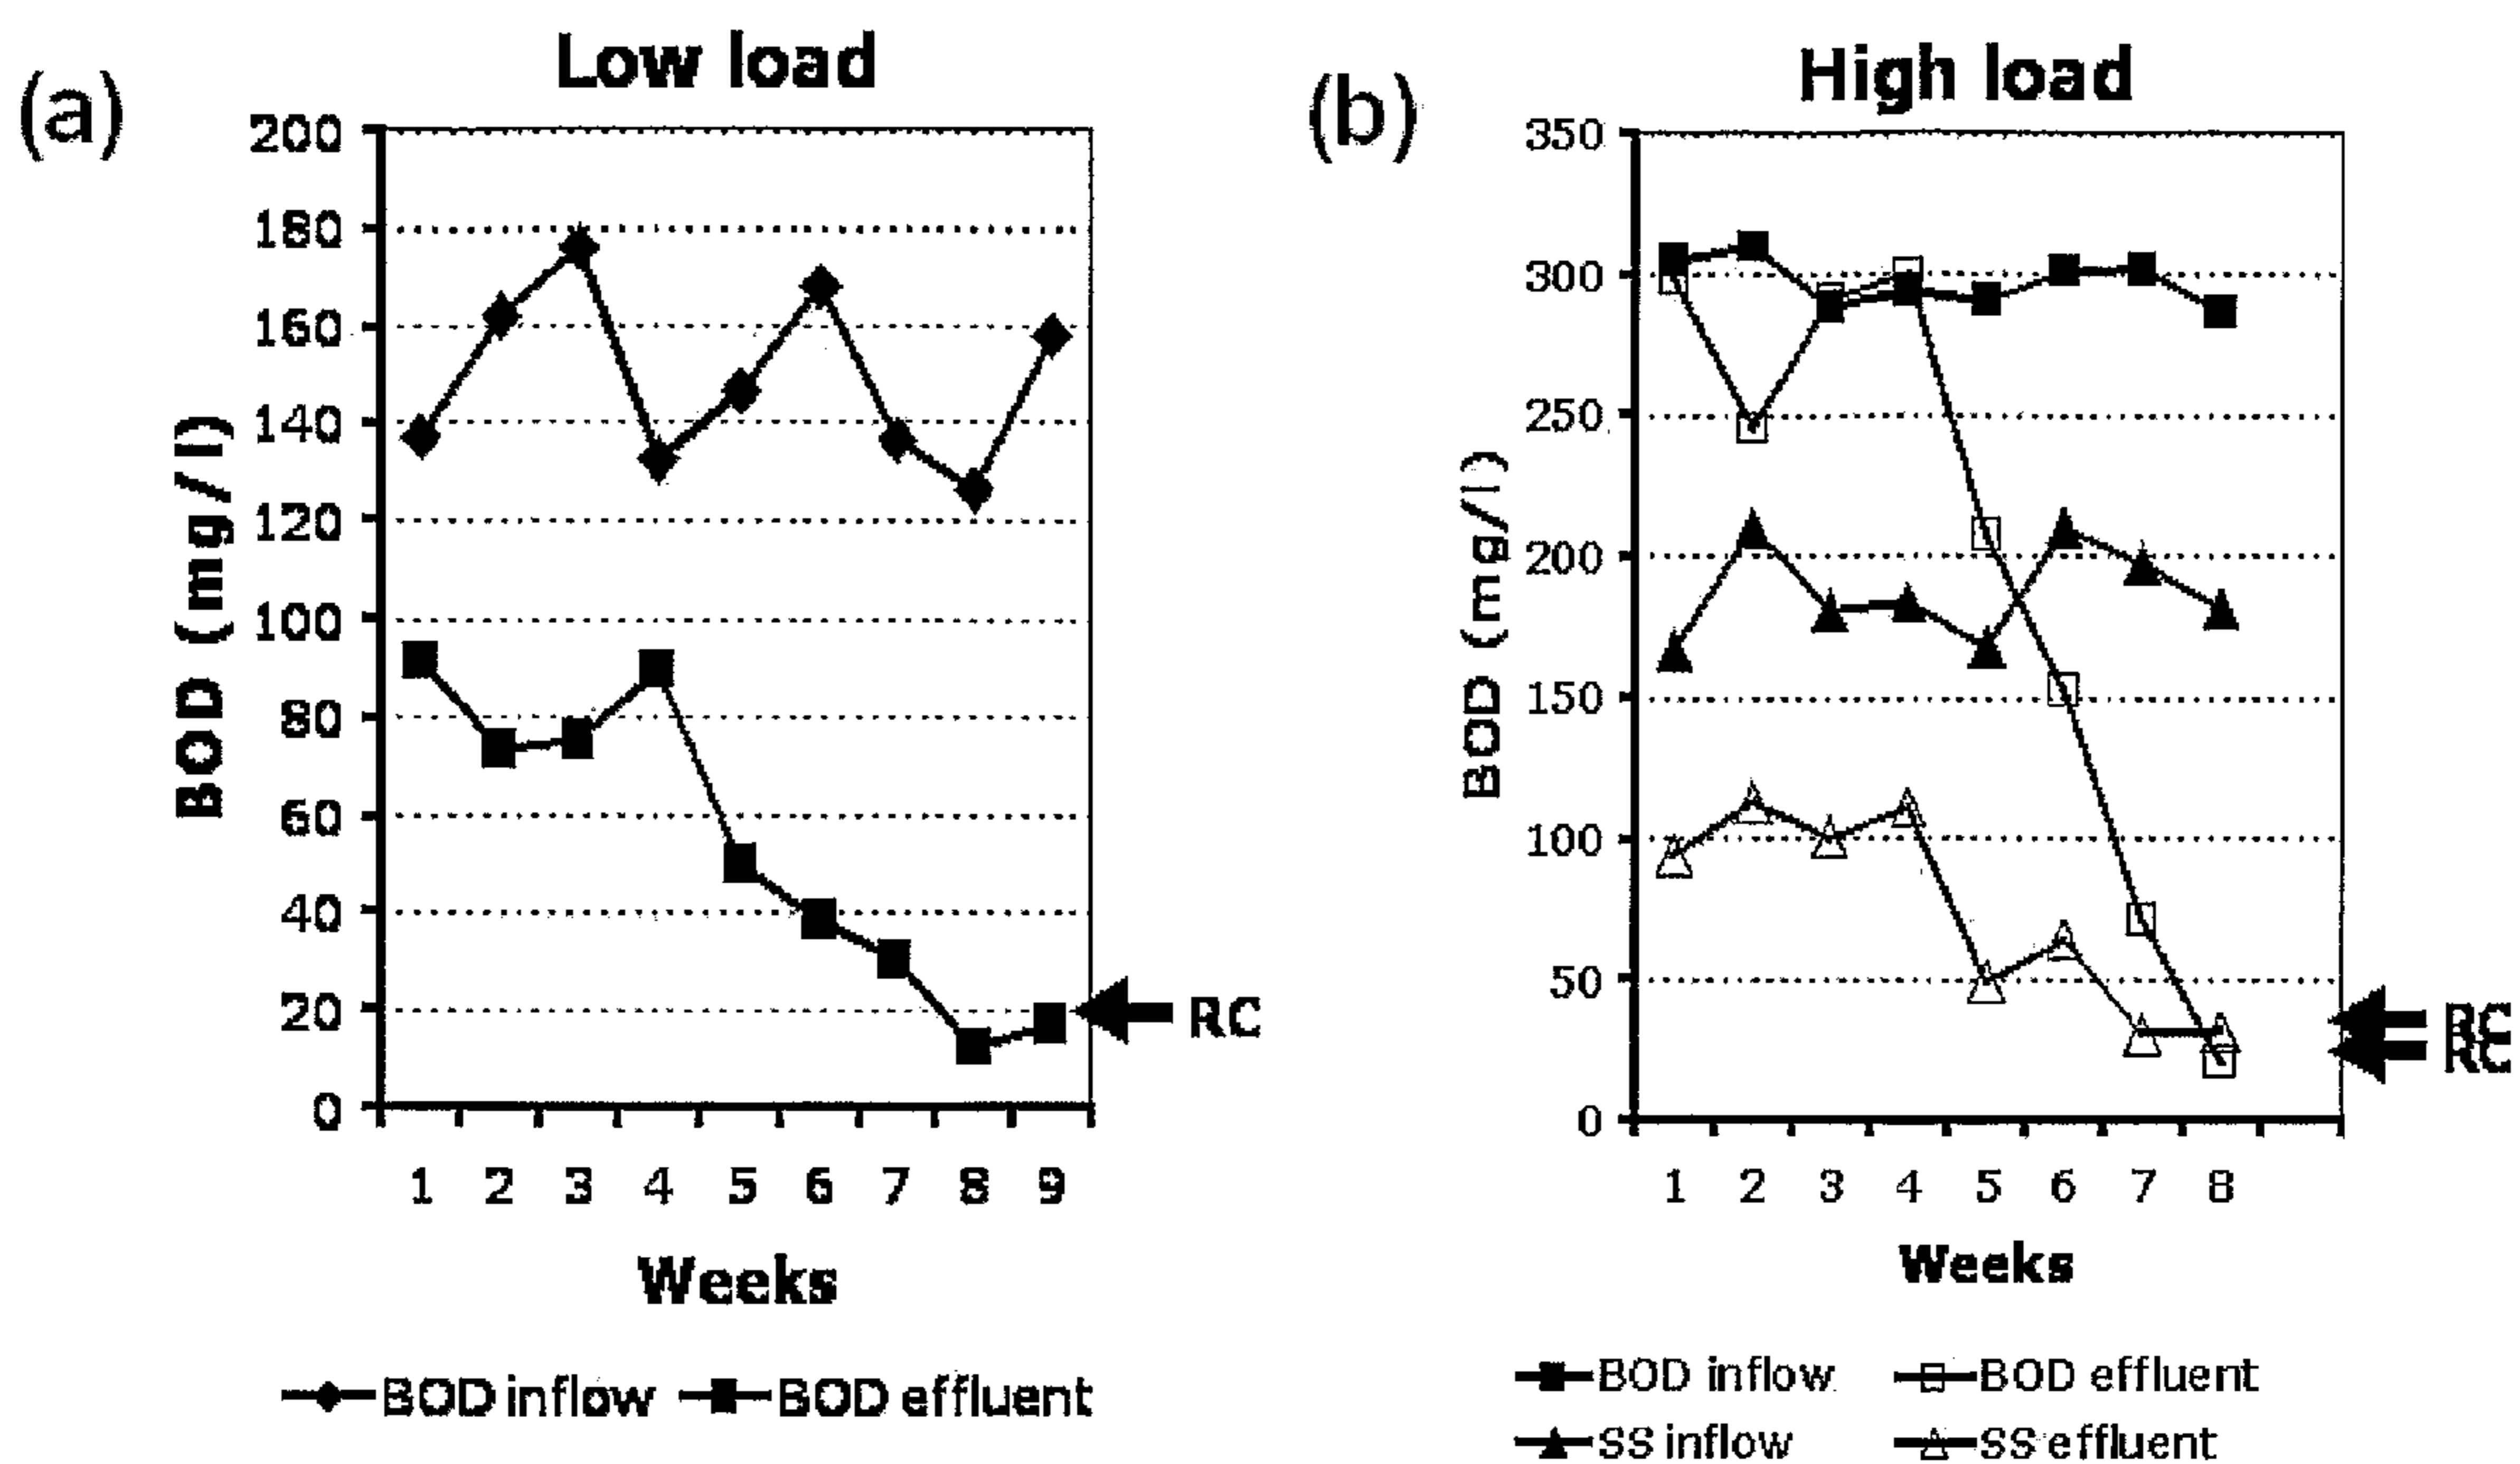 (a)
Low load
200
180
160
140
120
100
80
60
40
20
0
BOD (mg/l)
1 2 3 4 5 6 7 8 9
Weeks
RC
BOD inflow BOD effluent
(b)
High load
350
300
250
200
150
100
50
0
BOD (mg/l)
1 2 3 4 5 6 7 8
Weeks
RC
RC
BOD inflow BOD effluent
SS inflow SS effluent